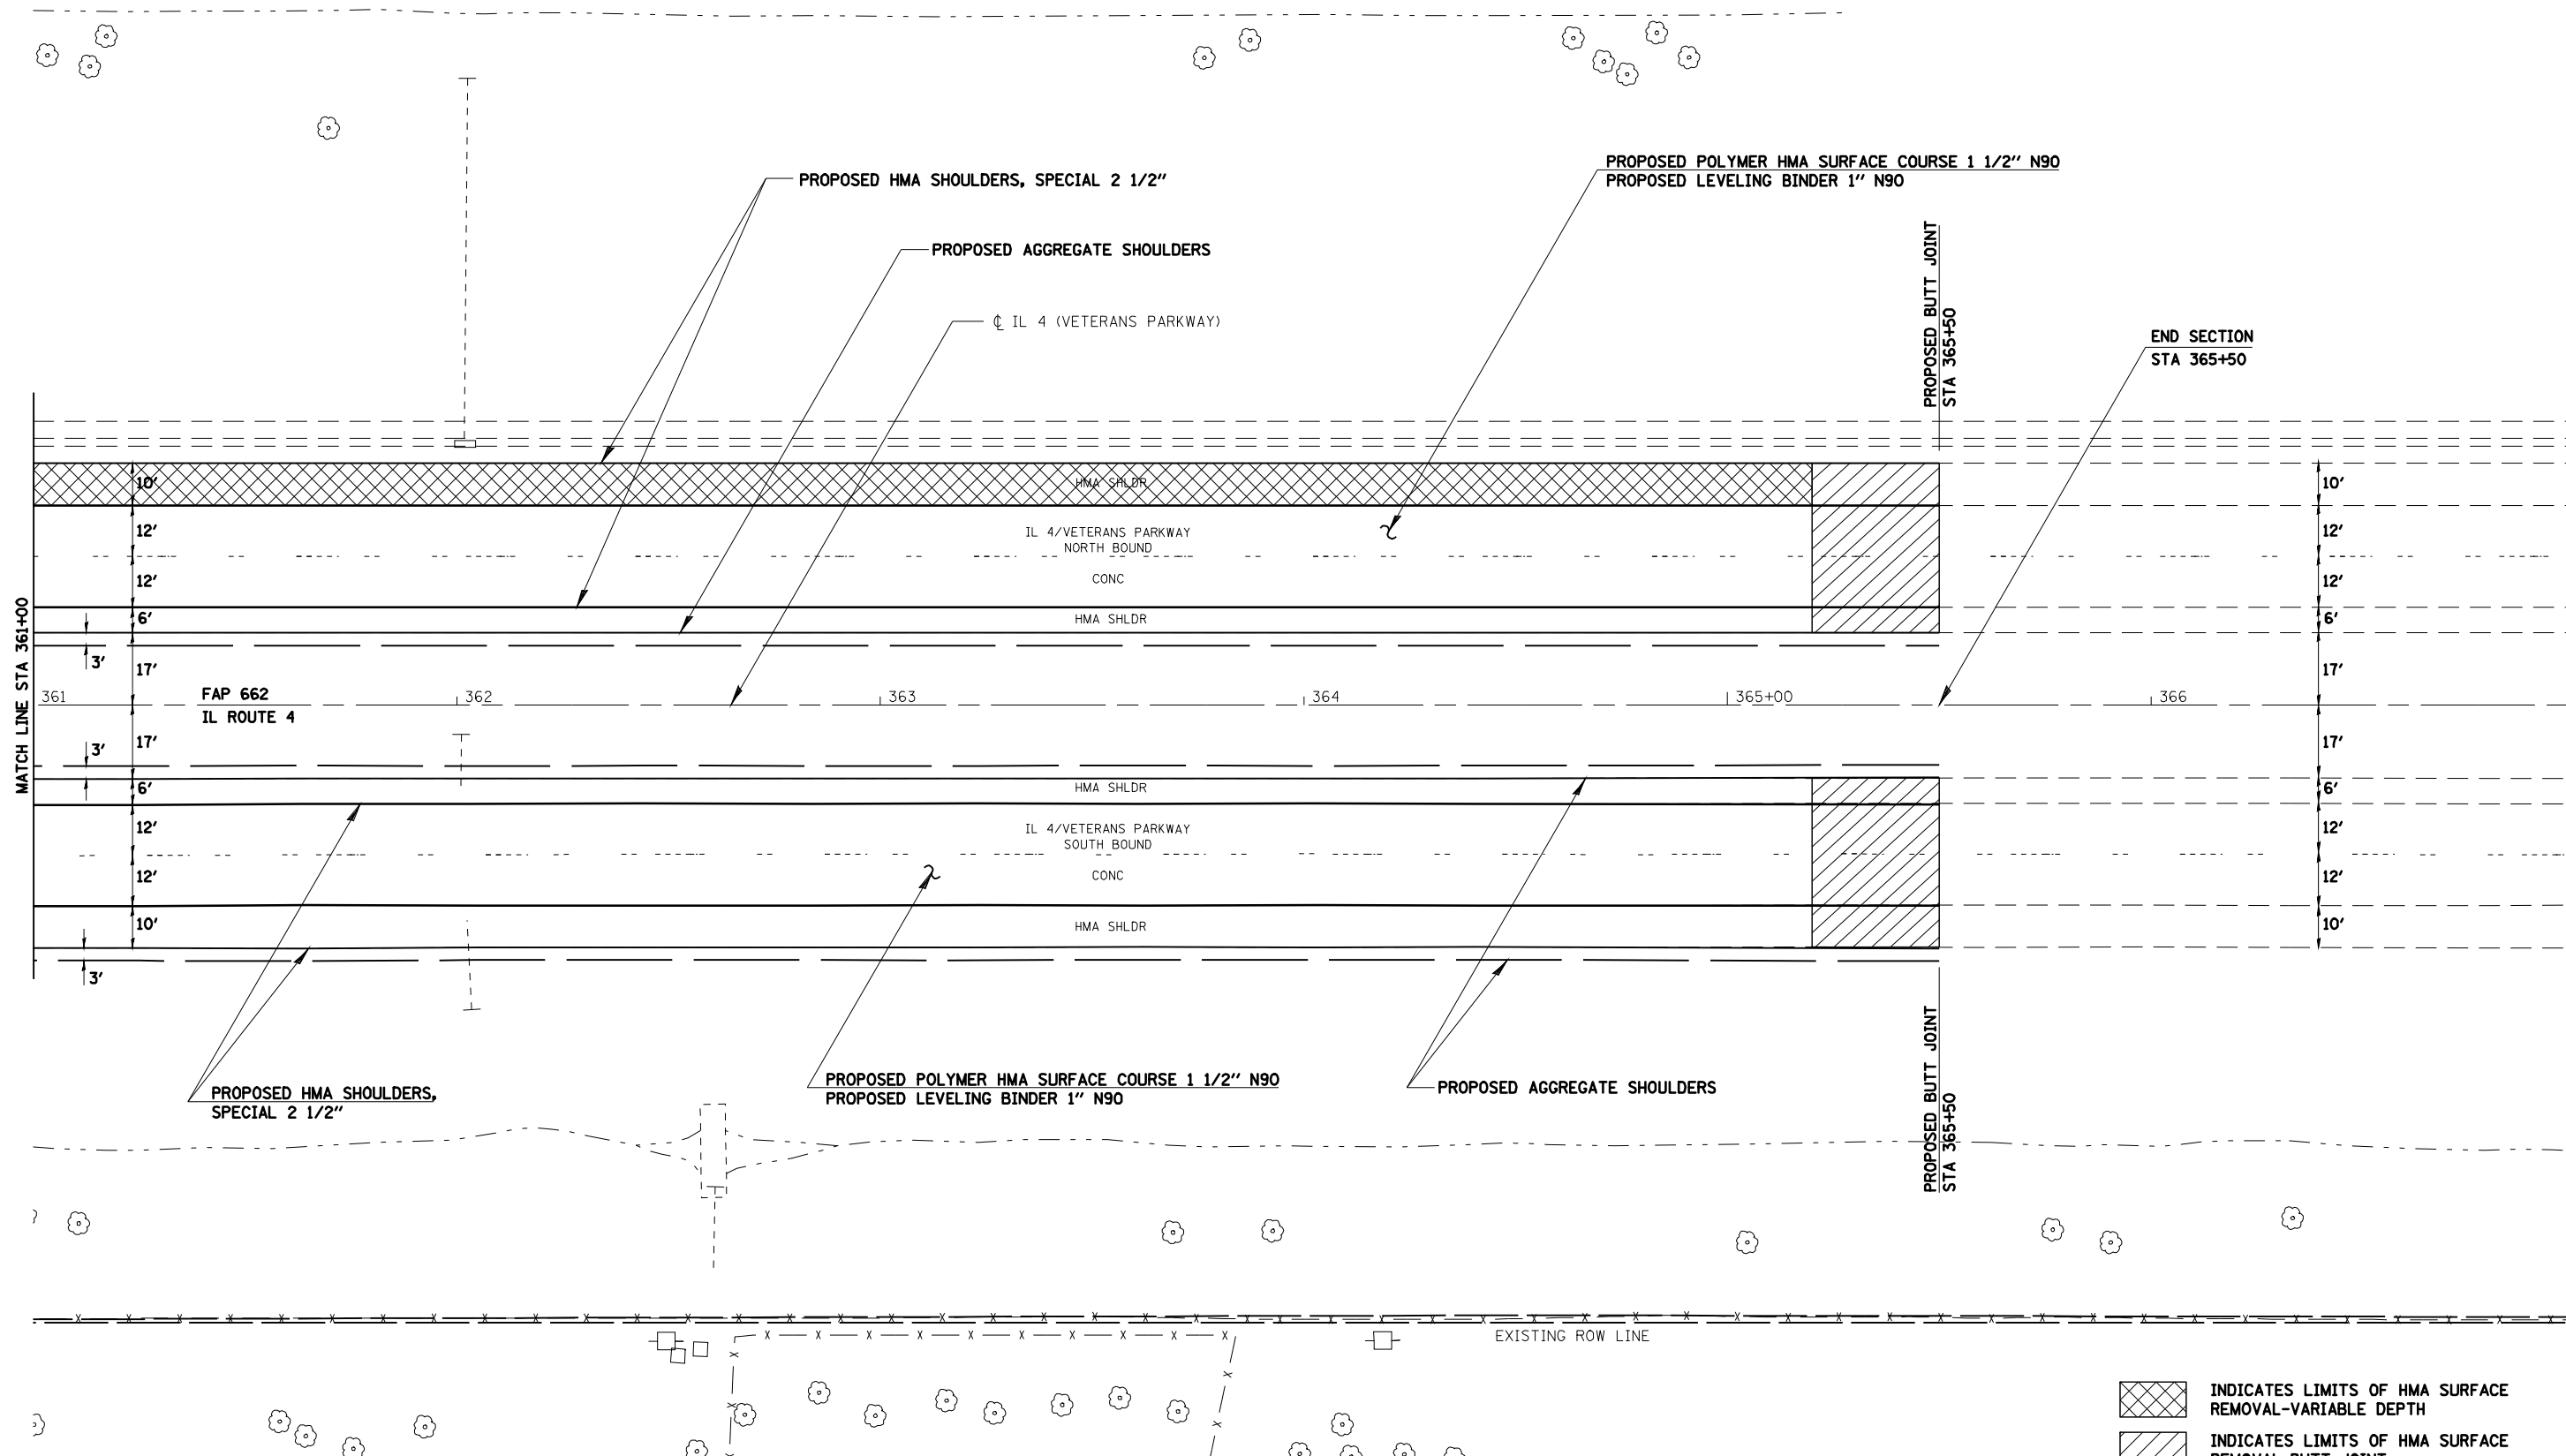 PROPOSED HMA SHOULDERS, SPECIAL 2 1/2"
PROPOSED AGGREGATE SHOULDERS
℄ IL 4 (VETERANS PARKWAY)
PROPOSED POLYMER HMA SURFACE COURSE 1 1/2" N90
PROPOSED LEVELING BINDER 1" N90
PROPOSED BUTT JOINT
STA 365+50
END SECTION
STA 365+50
MATCH LINE STA 361+00
10'
HMA SHLDR
10'
12'
IL 4/VETERANS PARKWAY
NORTH BOUND
12'
12'
CONC
12'
6'
HMA SHLDR
6'
3'
17'
17'
361
FAP 662
IL ROUTE 4
362
363
364
365+00
366
3'
17'
17'
6'
HMA SHLDR
6'
12'
IL 4/VETERANS PARKWAY
SOUTH BOUND
12'
12'
CONC
12'
10'
HMA SHLDR
10'
3'
PROPOSED HMA SHOULDERS,
SPECIAL 2 1/2"
PROPOSED POLYMER HMA SURFACE COURSE 1 1/2" N90
PROPOSED LEVELING BINDER 1" N90
PROPOSED AGGREGATE SHOULDERS
PROPOSED BUTT JOINT
STA 365+50
EXISTING ROW LINE
INDICATES LIMITS OF HMA SURFACE
REMOVAL-VARIABLE DEPTH
INDICATES LIMITS OF HMA SURFACE
REMOVAL-BUTT JOINT